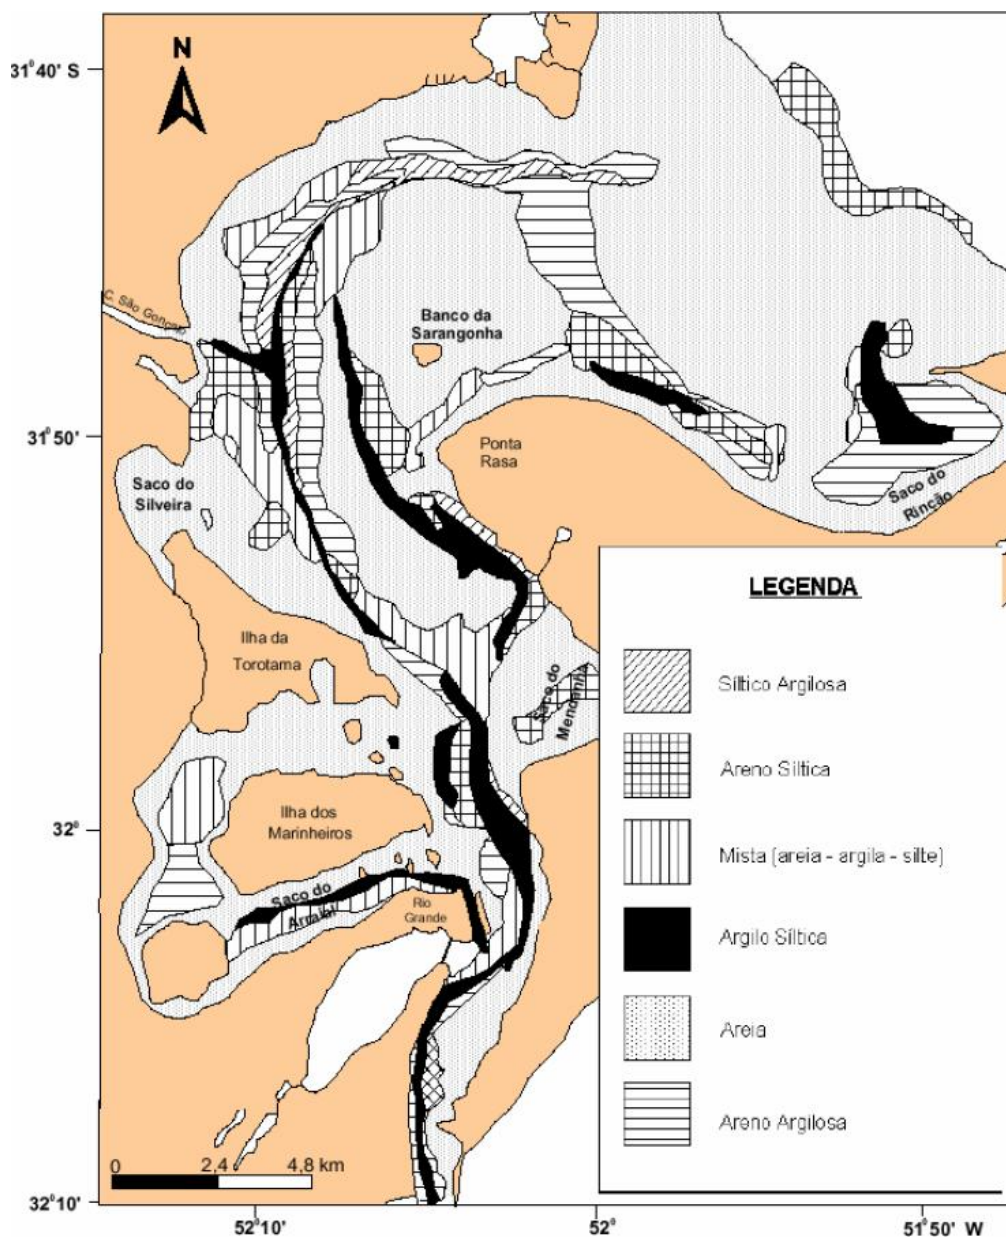 N
31° 40' S
C. São Gonçalo
Banco da
Sarangonha
31° 50'
Ponta
Rasa
Saco do
Silveira
Saco do
Rincão
LEGENDA
Ilha da
Torotama
Saco do
Mendanha
Síltico Argilosa
Areno Síltica
Ilha dos
Marinheiros
32°
Mista (areia - argila - silte)
Saco do
Arraial
Rio
Grande
Argilo Síltica
Areia
Areno Argilosa
0 2,4 4,8 km
32° 10'
52° 10' 52° 51° 50' W